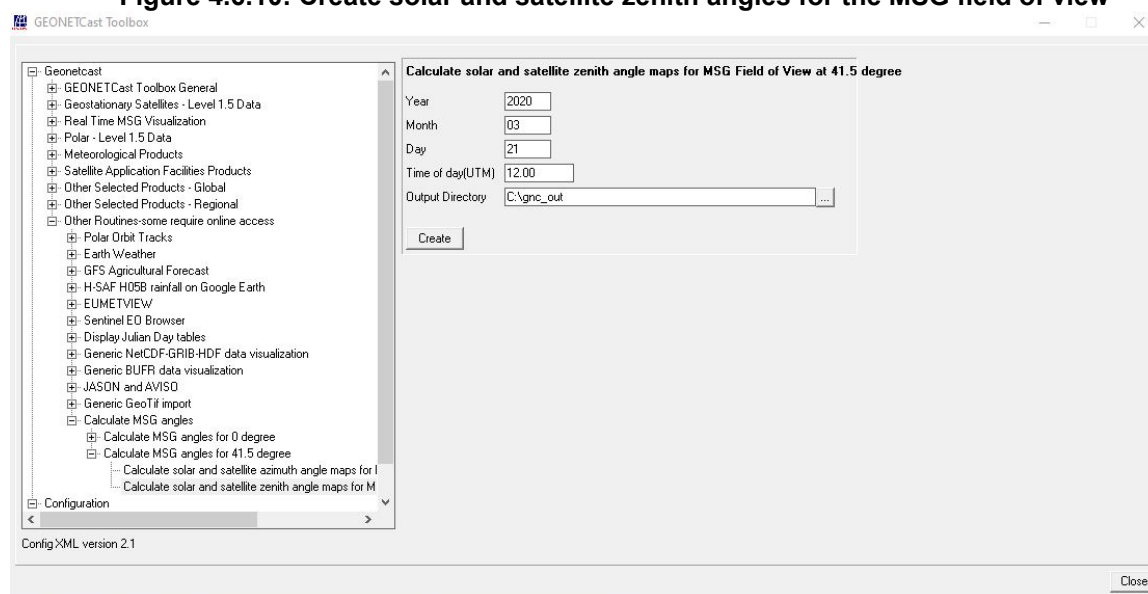 Figure 4.6.10: Create solar and satellite zenith angles for the MSG field of view
GEONETCast Toolbox
Geonetcast
GEONETCast Toolbox General
Geostationary Satellites - Level 1.5 Data
Real Time MSG Visualization
Polar - Level 1.5 Data
Meteorological Products
Satellite Application Facilities Products
Other Selected Products - Global
Other Selected Products - Regional
Other Routines-some require online access
Polar Orbit Tracks
Earth Weather
GFS Agricultural Forecast
H-SAF H05B rainfall on Google Earth
EUMETVIEW
Sentinel EO Browser
Display Julian Day tables
Generic NetCDF-GRIB-HDF data visualization
Generic BUFR data visualization
JASON and AVISO
Generic GeoTif import
Calculate MSG angles
Calculate MSG angles for 0 degree
Calculate MSG angles for 41.5 degree
Calculate solar and satellite azimuth angle maps for
Calculate solar and satellite zenith angle maps for M
Configuration
Config XML version 2.1
Calculate solar and satellite zenith angle maps for MSG Field of View at 41.5 degree
Year 2020
Month 03
Day 21
Time of day(UTM) 12.00
Output Directory C:\gnc_out ...
Create
Close